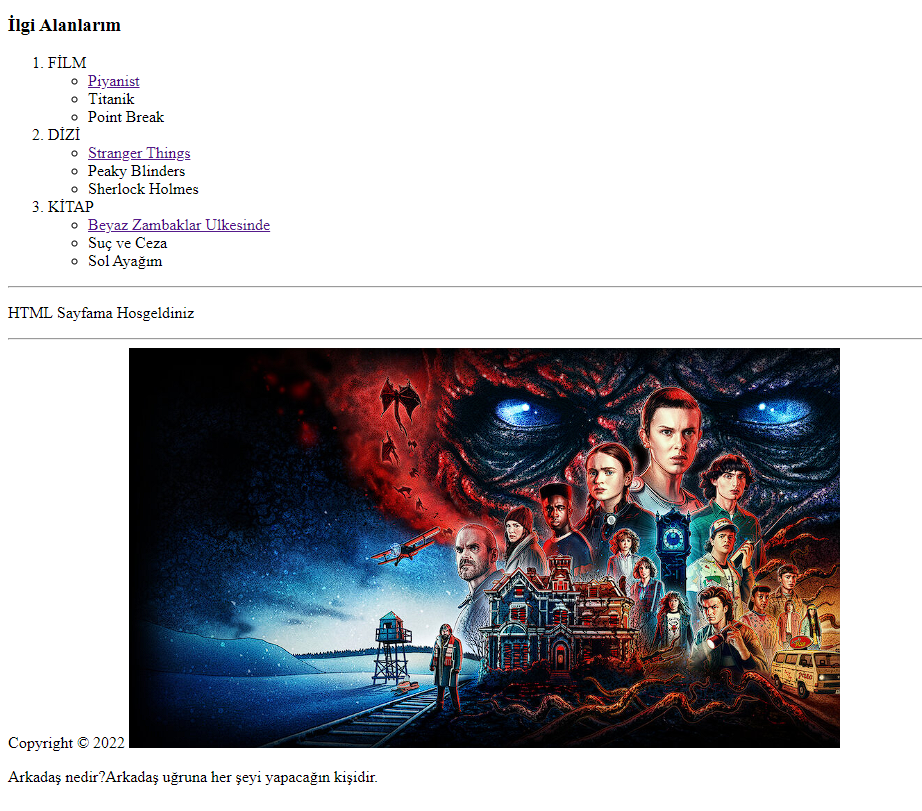 İlgi Alanlarım
1. FİLM
Piyanist
Titanik
Point Break
2. DİZİ
Stranger Things
Peaky Blinders
Sherlock Holmes
3. KİTAP
Beyaz Zambaklar Ulkesinde
Suç ve Ceza
Sol Ayağım
HTML Sayfama Hosgeldiniz
Copyright © 2022
Arkadaş nedir?Arkadaş uğruna her şeyi yapacağın kişidir.